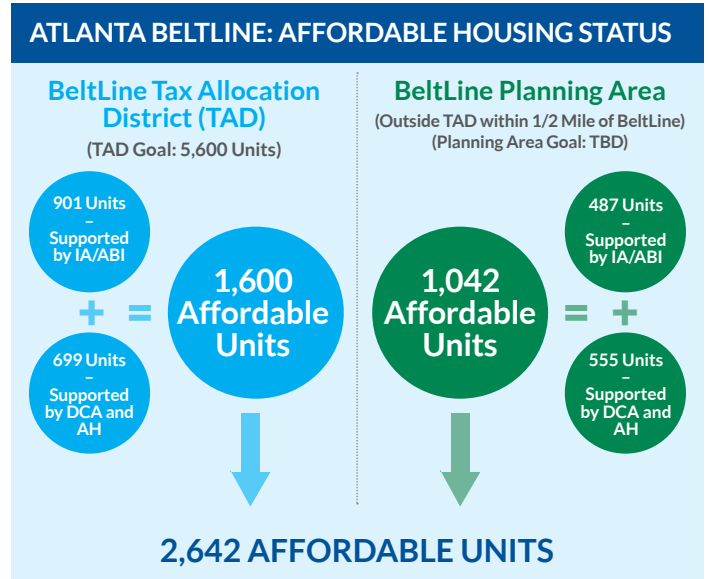 ATLANTA BELTLINE: AFFORDABLE HOUSING STATUS
BeltLine Tax Allocation
District (TAD)
(TAD Goal: 5,600 Units)
901 Units
–
Supported
by IA/ABI
+
699 Units
–
Supported
by DCA and
AH
=
1,600
Affordable
Units
BeltLine Planning Area
(Outside TAD within 1/2 Mile of BeltLine)
(Planning Area Goal: TBD)
1,042
Affordable
Units
=
487 Units
–
Supported
by IA/ABI
+
555 Units
–
Supported
by DCA and
AH
2,642 AFFORDABLE UNITS